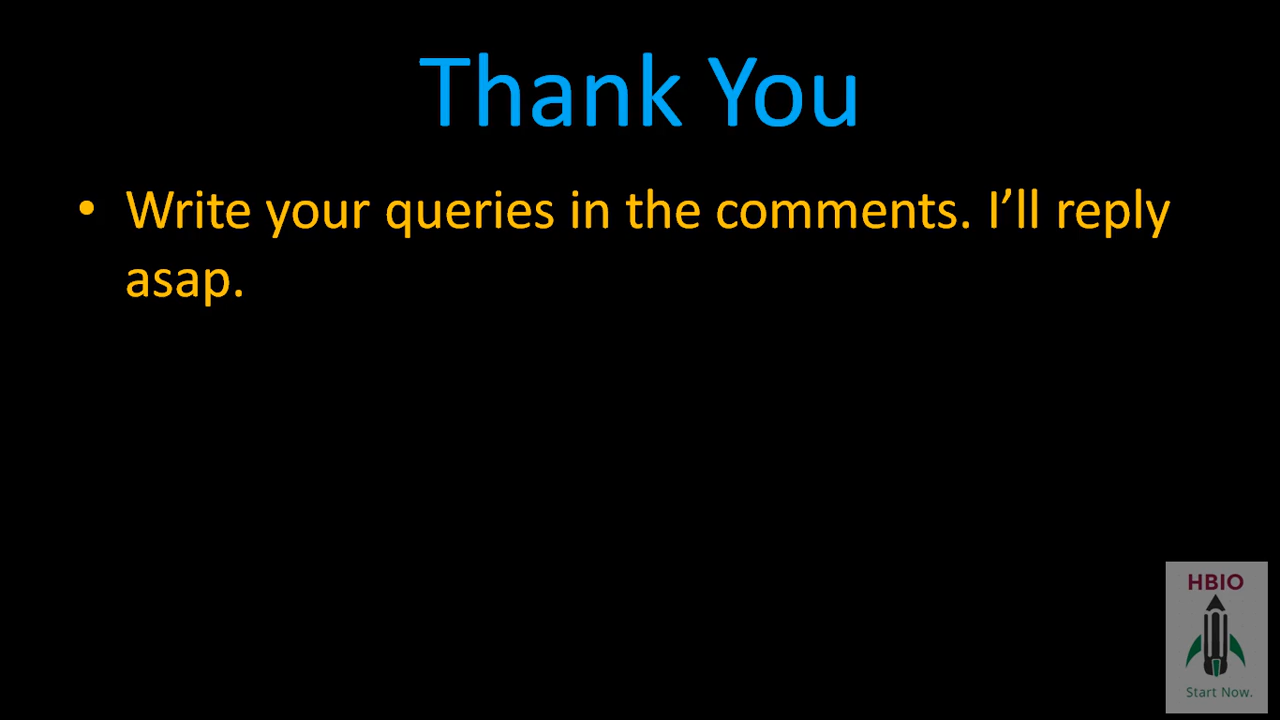 Thank You
• Write your queries in the comments. I’ll reply
asap.
HBIO
Start Now.